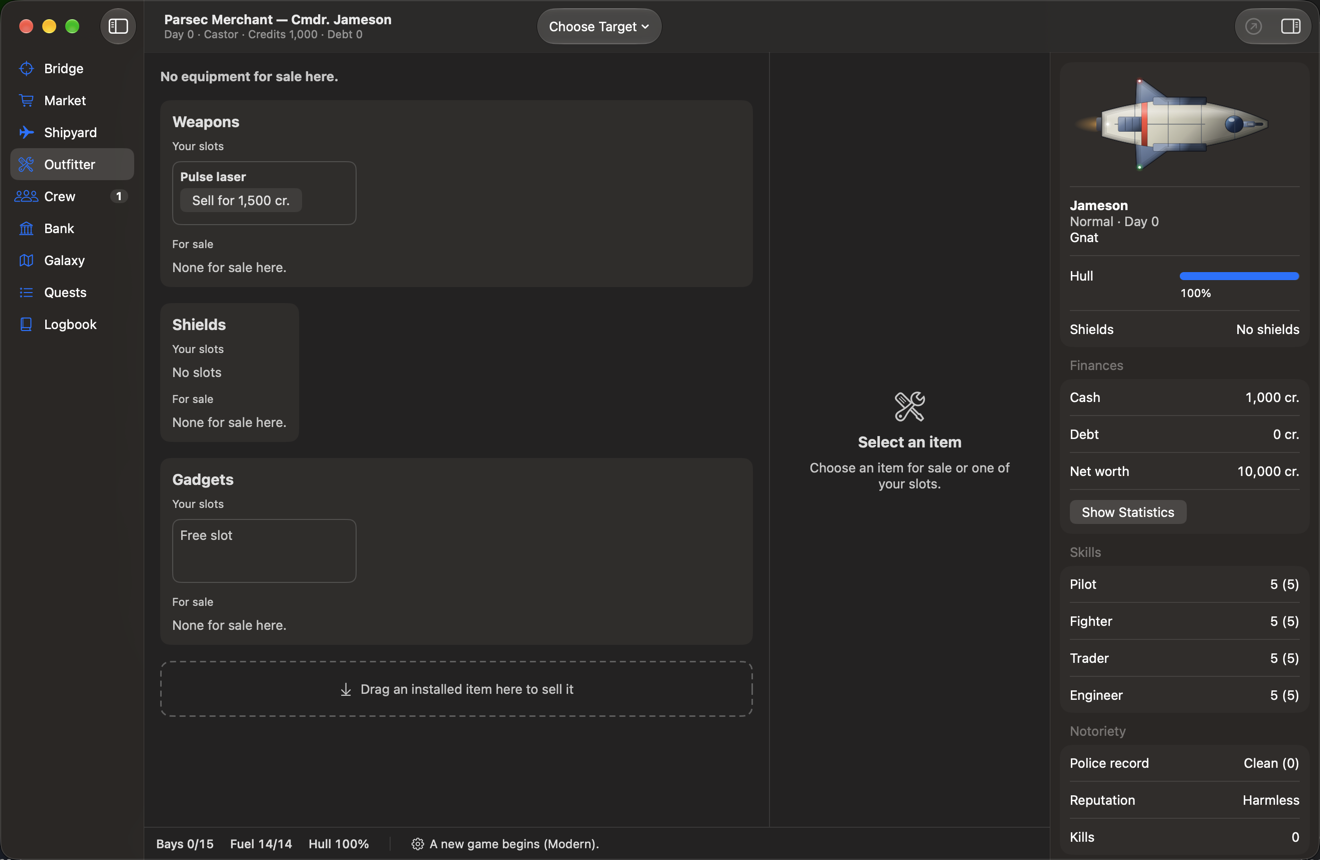 Parsec Merchant — Cmdr. Jameson
Day 0 · Castor · Credits 1,000 · Debt 0
Choose Target
Bridge
Market
Shipyard
Outfitter
Crew 1
Bank
Galaxy
Quests
Logbook
No equipment for sale here.
Weapons
Your slots
Pulse laser
Sell for 1,500 cr.
For sale
None for sale here.
Shields
Your slots
No slots
For sale
None for sale here.
Gadgets
Your slots
Free slot
For sale
None for sale here.
Drag an installed item here to sell it
Select an item
Choose an item for sale or one of
your slots.
Jameson
Normal · Day 0
Gnat
Hull
100%
Shields No shields
Finances
Cash 1,000 cr.
Debt 0 cr.
Net worth 10,000 cr.
Show Statistics
Skills
Pilot 5 (5)
Fighter 5 (5)
Trader 5 (5)
Engineer 5 (5)
Notoriety
Police record Clean (0)
Reputation Harmless
Kills 0
Bays 0/15 Fuel 14/14 Hull 100% A new game begins (Modern).